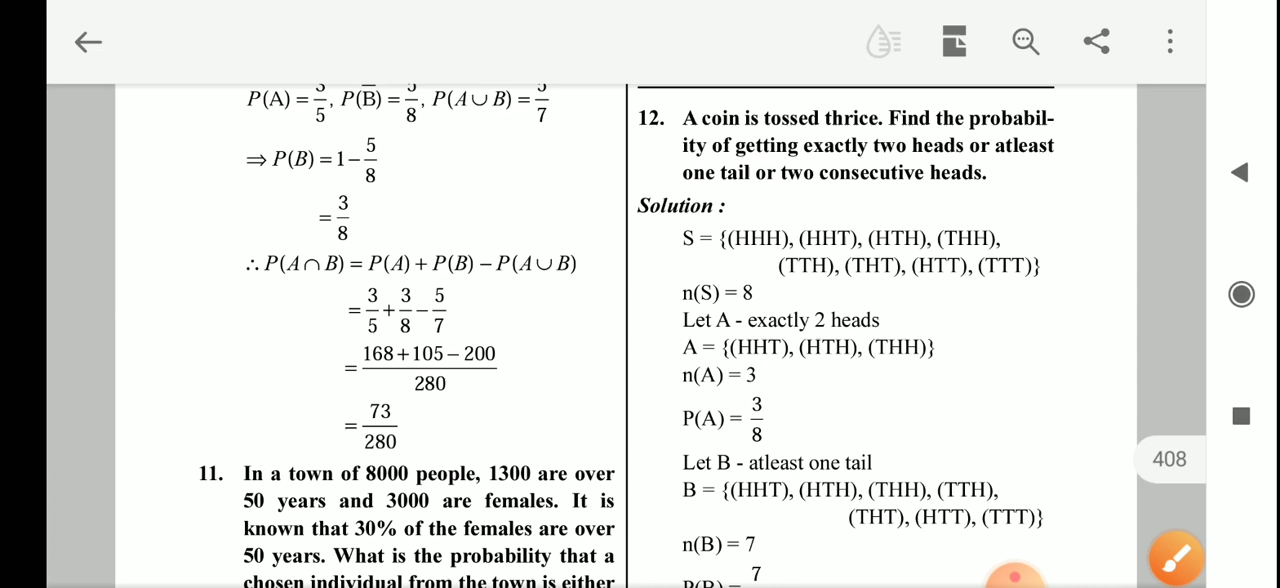 P(A) = 3/5, P(B̅) = 5/8, P(A∪B) = 5/7
⇒ P(B) = 1 − 5/8
= 3/8
∴ P(A∩B) = P(A) + P(B) − P(A∪B)
= 3/5 + 3/8 − 5/7
= (168+105−200)/280
= 73/280
11. In a town of 8000 people, 1300 are over
50 years and 3000 are females. It is
known that 30% of the females are over
50 years. What is the probability that a
chosen individual from the town is either
12. A coin is tossed thrice. Find the probabil-
ity of getting exactly two heads or atleast
one tail or two consecutive heads.
Solution :
S = {(HHH), (HHT), (HTH), (THH),
(TTH), (THT), (HTT), (TTT)}
n(S) = 8
Let A - exactly 2 heads
A = {(HHT), (HTH), (THH)}
n(A) = 3
P(A) = 3/8
Let B - atleast one tail
B = {(HHT), (HTH), (THH), (TTH),
(THT), (HTT), (TTT)}
n(B) = 7
P(B) = 7
408